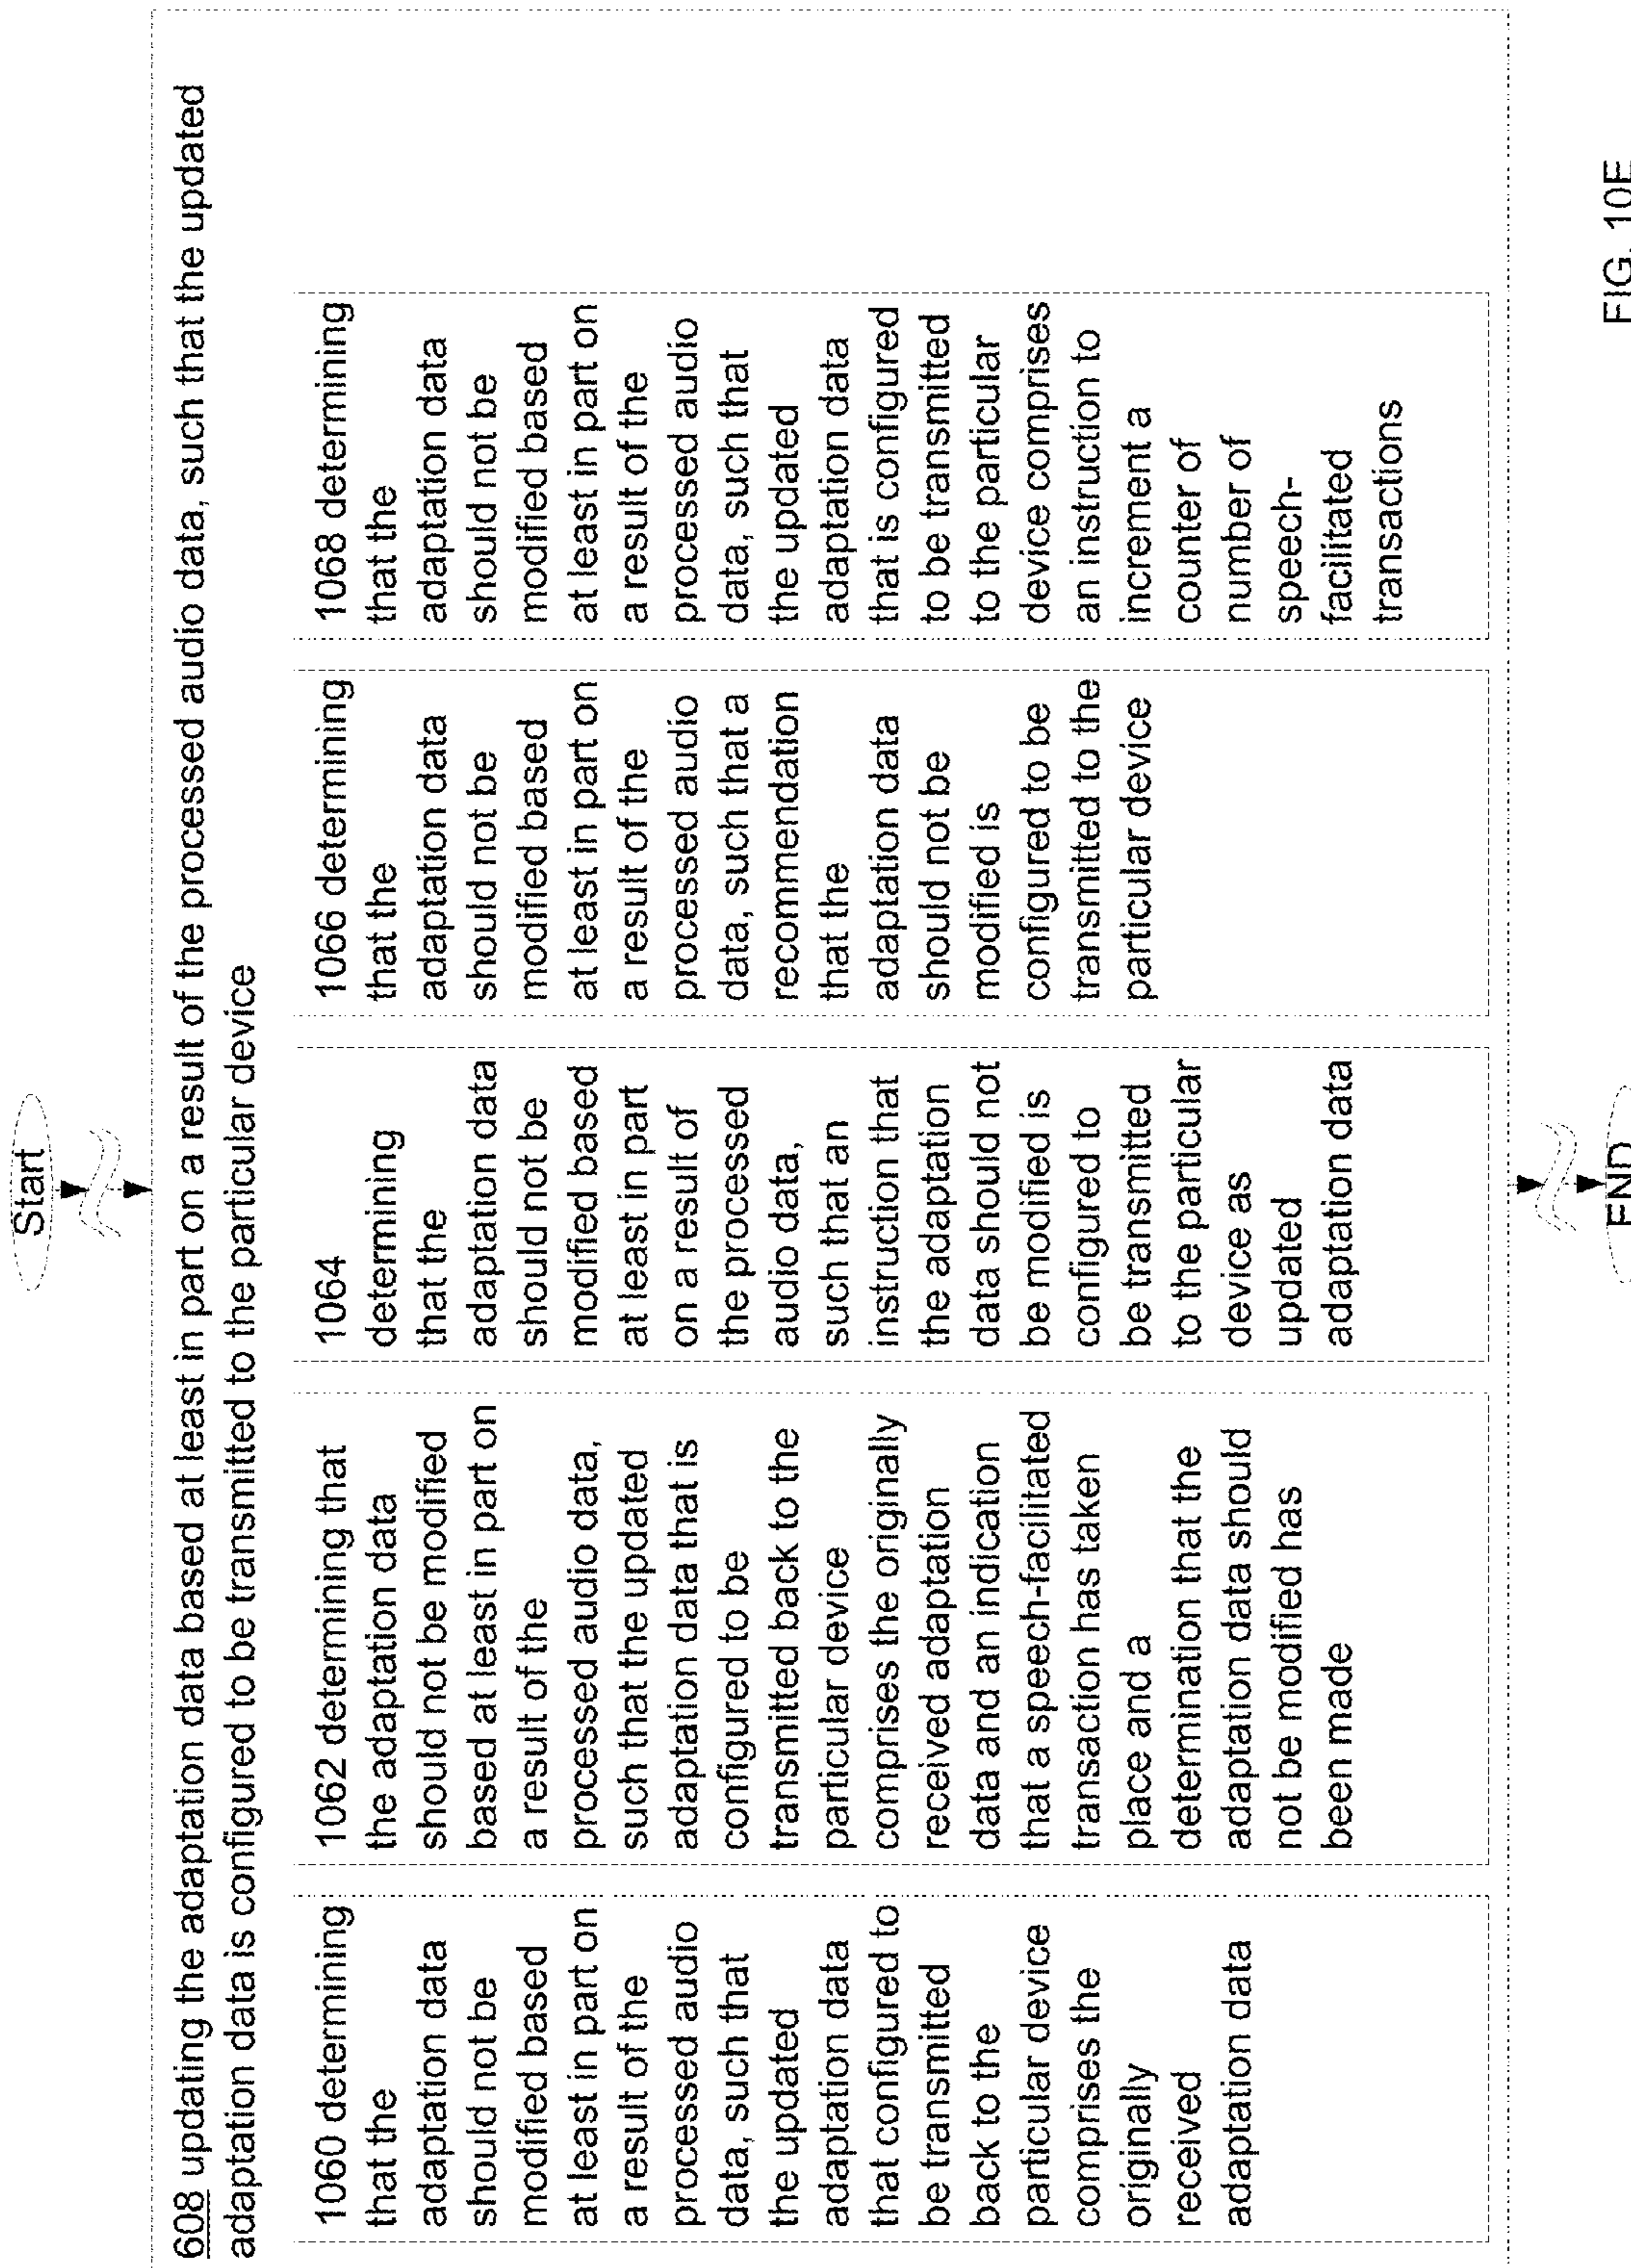 Start
608 updating the adaptation data based at least in part on a result of the processed audio data, such that the updated
adaptation data is configured to be transmitted to the particular device
1060 determining
that the
adaptation data
should not be
modified based
at least in part on
a result of the
processed audio
data, such that
the updated
adaptation data
that configured to
be transmitted
back to the
particular device
comprises the
originally
received
adaptation data
1062 determining that
the adaptation data
should not be modified
based at least in part on
a result of the
processed audio data,
such that the updated
adaptation data that is
configured to be
transmitted back to the
particular device
comprises the originally
received adaptation
data and an indication
that a speech-facilitated
transaction has taken
place and a
determination that the
adaptation data should
not be modified has
been made
1064
determining
that the
adaptation data
should not be
modified based
at least in part
on a result of
the processed
audio data,
such that an
instruction that
the adaptation
data should not
be modified is
configured to
be transmitted
to the particular
device as
updated
adaptation data
1066 determining
that the
adaptation data
should not be
modified based
at least in part on
a result of the
processed audio
data, such that a
recommendation
that the
adaptation data
should not be
modified is
configured to be
transmitted to the
particular device
1068 determining
that the
adaptation data
should not be
modified based
at least in part on
a result of the
processed audio
data, such that
the updated
adaptation data
that is configured
to be transmitted
to the particular
device comprises
an instruction to
increment a
counter of
number of
speech-
facilitated
transactions
END
FIG. 10E